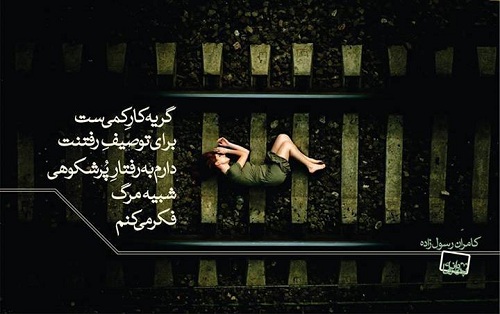 گریه کار کمی ست
برای توصیفِ رفتنت
دارم به رفتارِ پُرشکوهی
شبیه مرگ
فکر می کنم
کامران رسول زاده